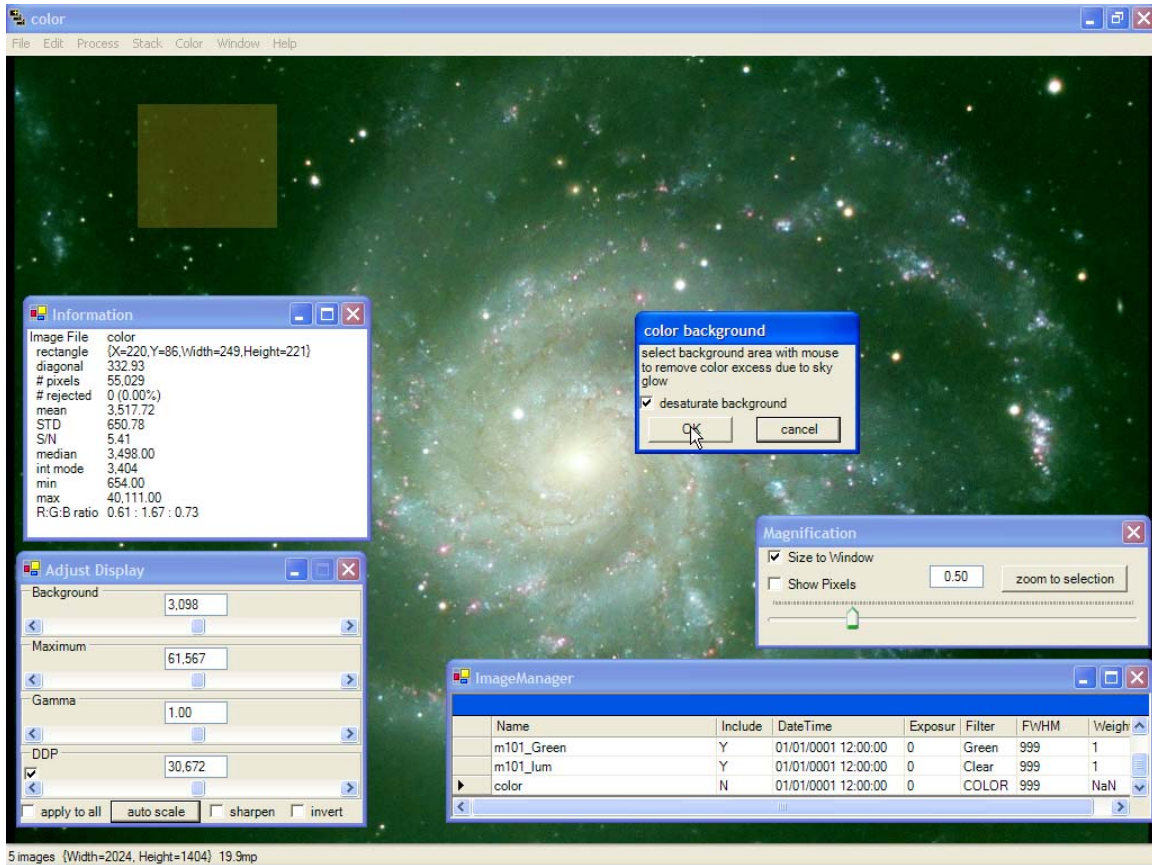 color
File Edit Process Stack Color Window Help
Information
Image File color
rectangle {X=220,Y=86,Width=249,Height=221}
diagonal 332.93
# pixels 55,029
# rejected 0 (0.00%)
mean 3,517.72
STD 650.78
S/N 5.41
median 3,498.00
int mode 3,404
min 654.00
max 40,111.00
R:G:B ratio 0.61 : 1.67 : 0.73
color background
select background area with mouse
to remove color excess due to sky
glow
desaturate background
OK cancel
Magnification
Size to Window
Show Pixels 0.50 zoom to selection
Adjust Display
Background
3,098
Maximum
61,567
Gamma
1.00
DDP
30,672
apply to all auto scale sharpen invert
ImageManager
Name Include DateTime Exposur Filter FWHM Weigh
m101_Green Y 01/01/0001 12:00:00 0 Green 999 1
m101_lum Y 01/01/0001 12:00:00 0 Clear 999 1
color N 01/01/0001 12:00:00 0 COLOR 999 NaN
5 images {Width=2024, Height=1404} 19.9mp